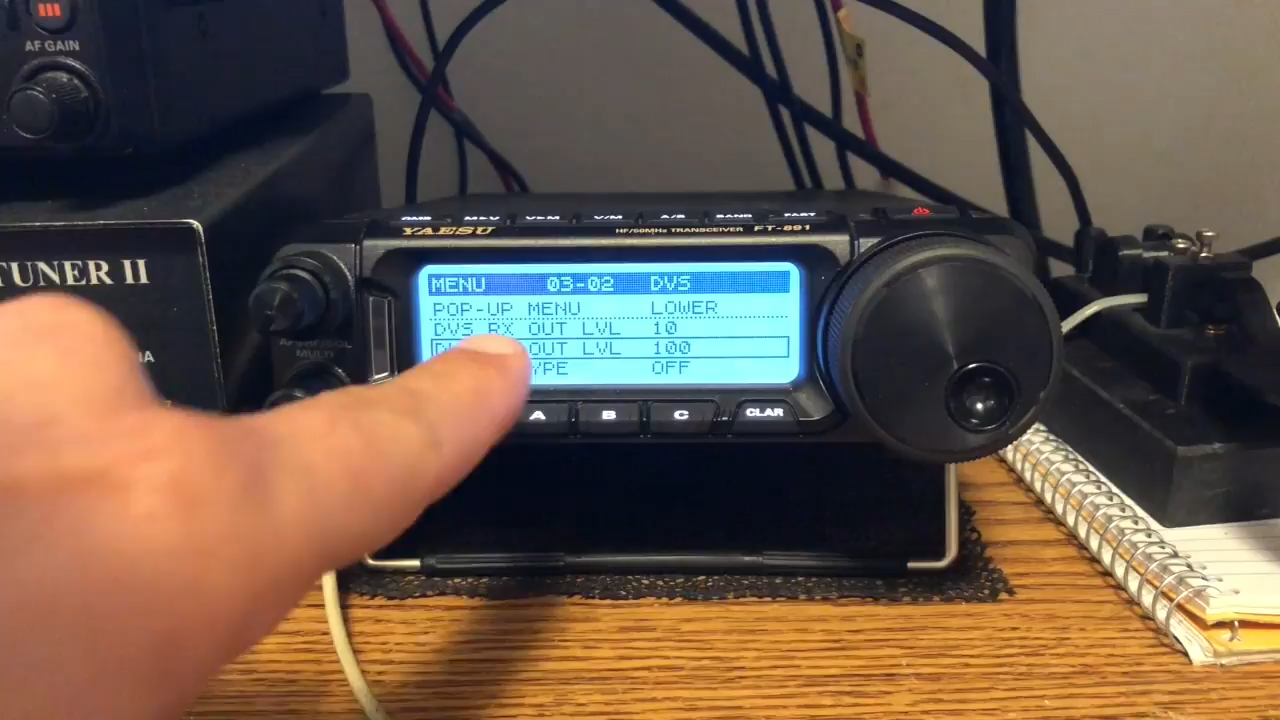 AF GAIN
TUNER II
YAESU
HF/50MHz TRANSCEIVER FT-891
MENU 03-02 DVS
POP-UP MENU LOWER
DVS RX OUT LVL 10
OUT LVL 100
OFF
MULTI
A B C CLAR